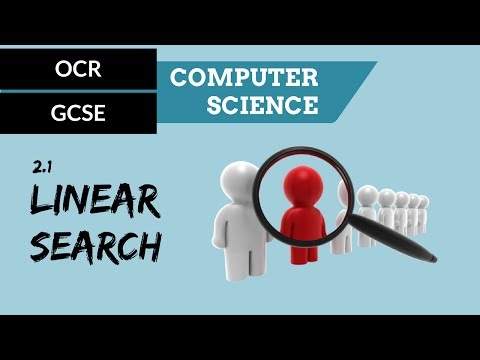 OCR
GCSE
COMPUTER
SCIENCE
2.1
LINEAR
SEARCH